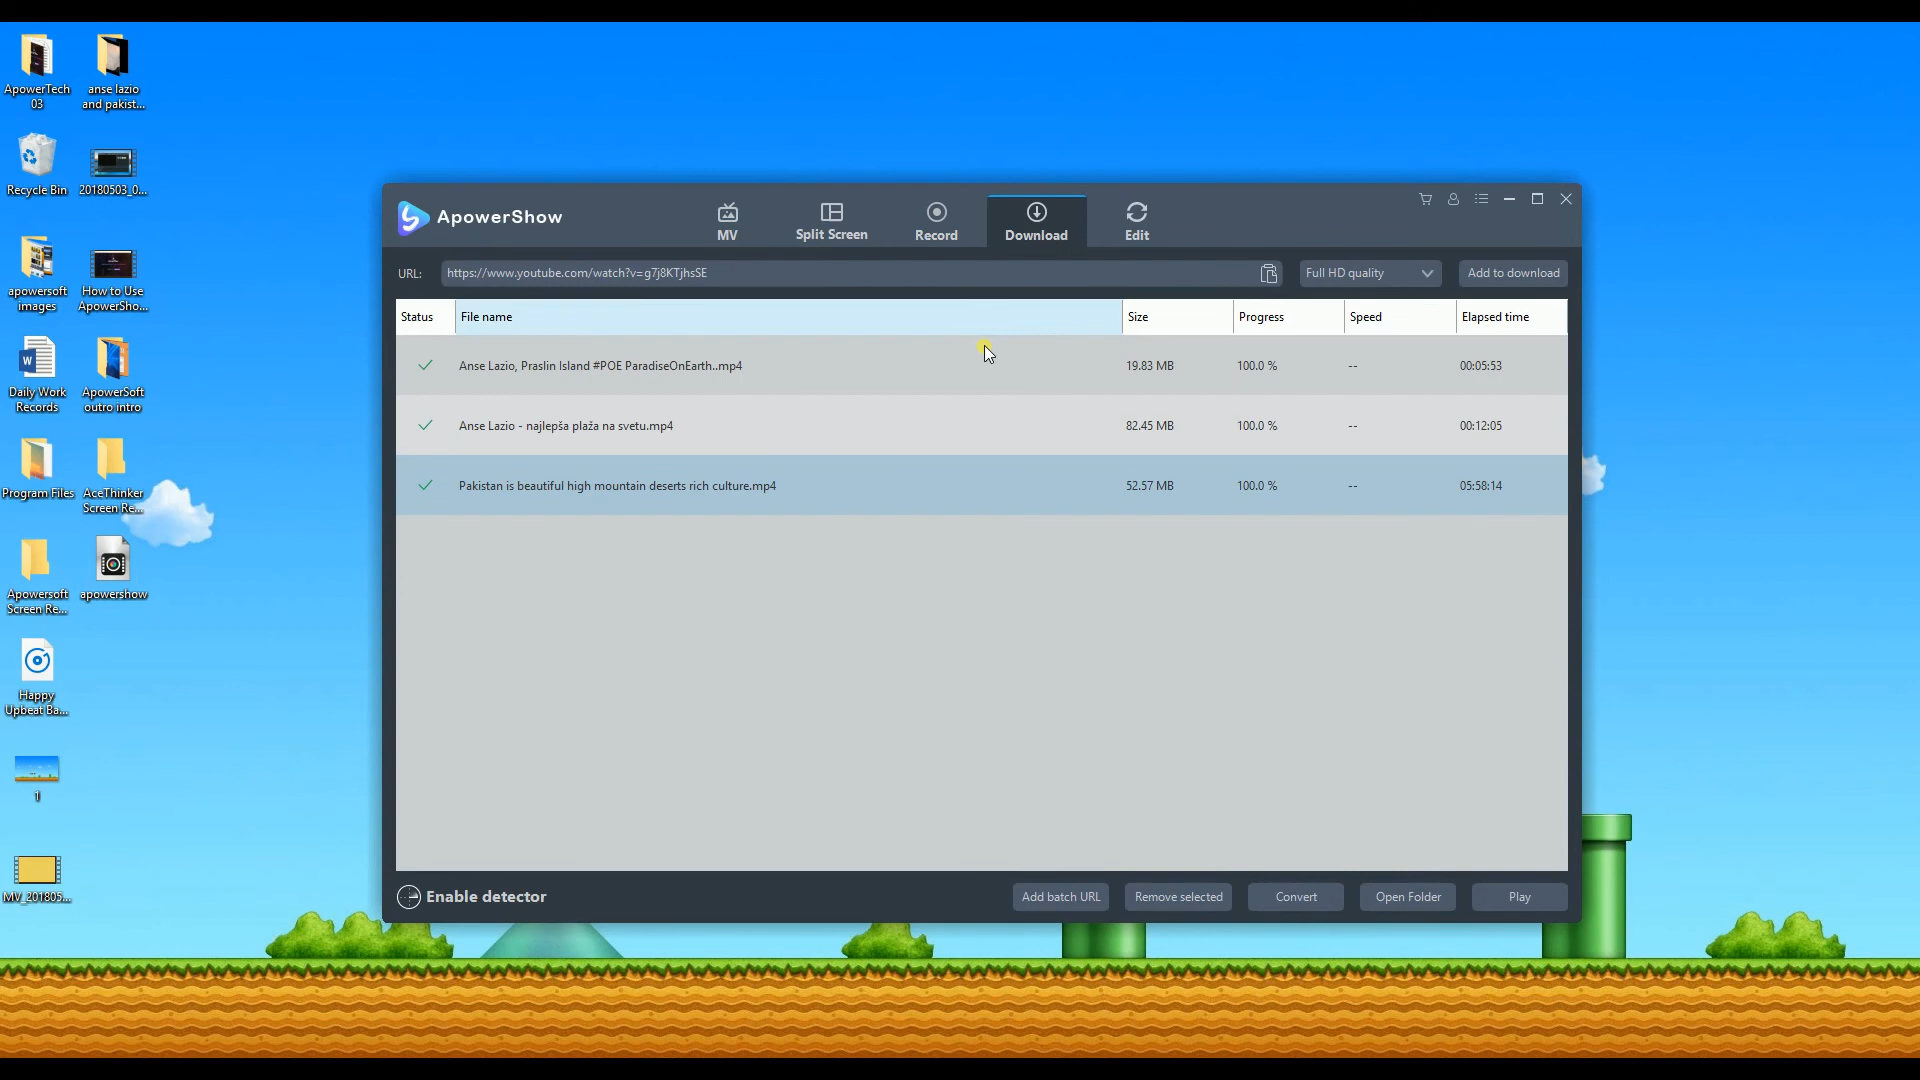 ApowerTech
03
anse lazio
and pakist...
Recycle Bin
20180503_0...
apowersoft
images
How to Use
ApowerSho...
Daily Work
Records
ApowerSoft
outro intro
Program Files
AceThinker
Screen Re...
Apowersoft
Screen Re...
apowershow
Happy
Upbeat Ba...
1
MV_201805...
ApowerShow
MV
Split Screen
Record
Download
Edit
URL:
https://www.youtube.com/watch?v=g7j8KTjhsSE
Full HD quality
Add to download
Status File name Size Progress Speed Elapsed time
Anse Lazio, Praslin Island #POE ParadiseOnEarth..mp4 19.83 MB 100.0 % -- 00:05:53
Anse Lazio - najlepša plaža na svetu.mp4 82.45 MB 100.0 % -- 00:12:05
Pakistan is beautiful high mountain deserts rich culture.mp4 52.57 MB 100.0 % -- 05:58:14
Enable detector
Add batch URL
Remove selected
Convert
Open Folder
Play